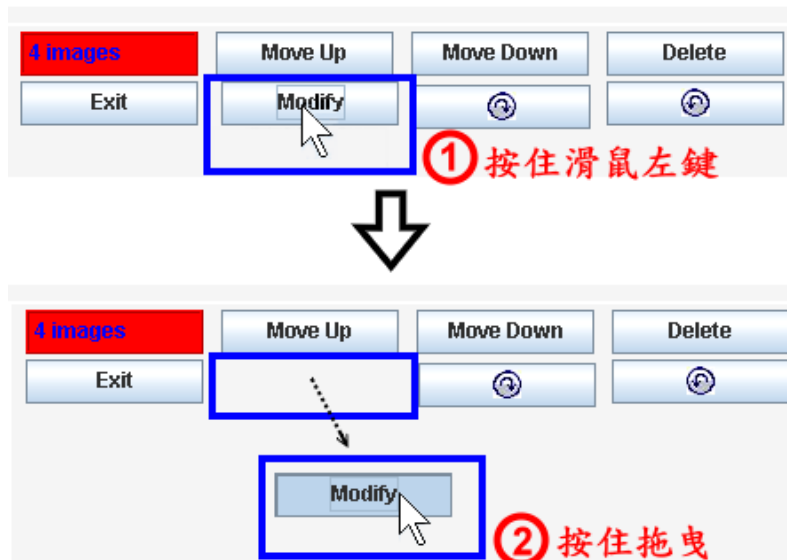 4 images Move Up Move Down Delete
Exit Modify
①按住滑鼠左鍵
4 images Move Up Move Down Delete
Exit
Modify
②按住拖曳